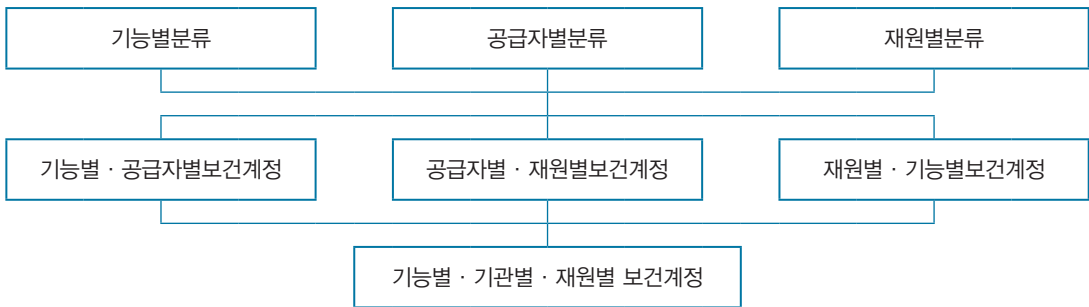 기능별분류
공급자별분류
재원별분류
기능별 · 공급자별보건계정
공급자별 · 재원별보건계정
재원별 · 기능별보건계정
기능별 · 기관별 · 재원별 보건계정